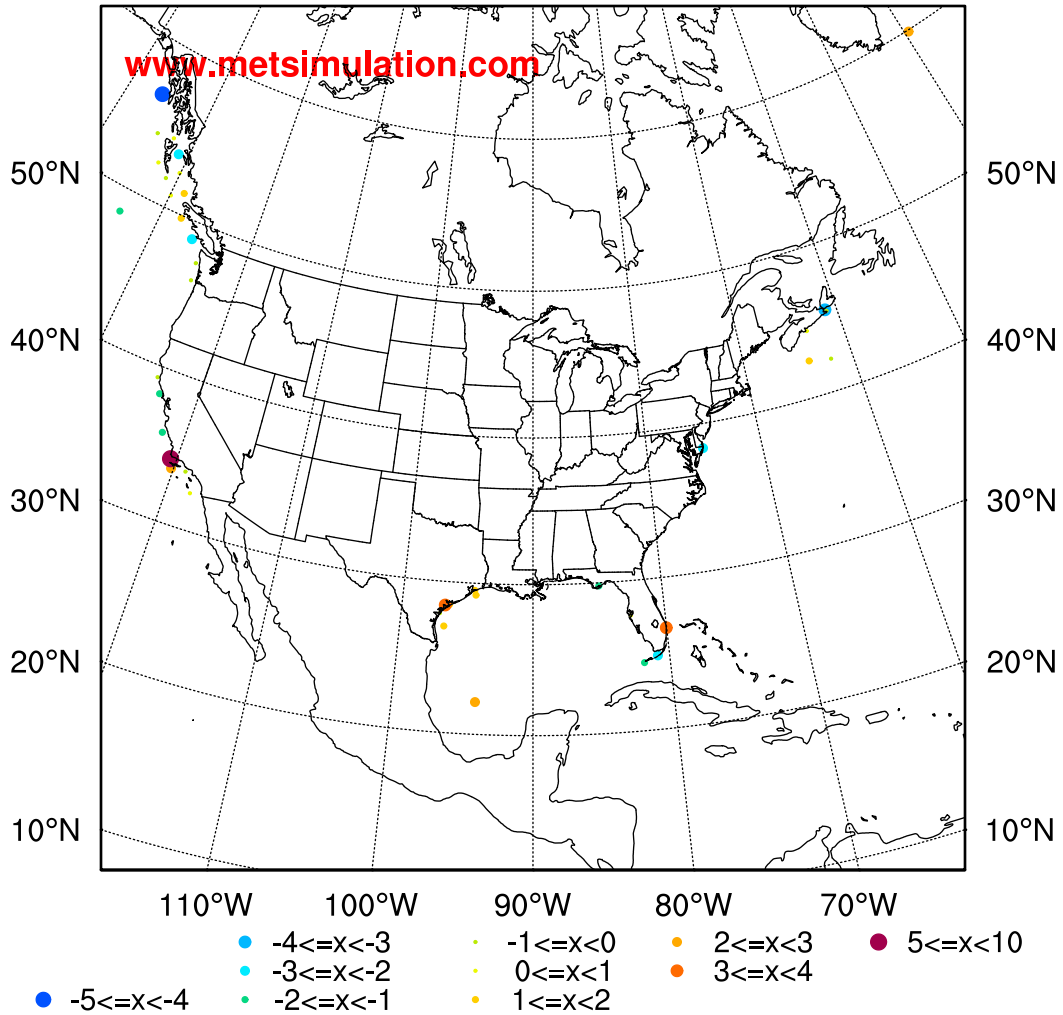 www.metsimulation.com
50°N 50°N
40°N 40°N
30°N 30°N
20°N 20°N
10°N 10°N
110°W 100°W 90°W 80°W 70°W
-4<=x<-3 -1<=x<0 2<=x<3 5<=x<10
-3<=x<-2 0<=x<1 3<=x<4
-5<=x<-4 -2<=x<-1 1<=x<2